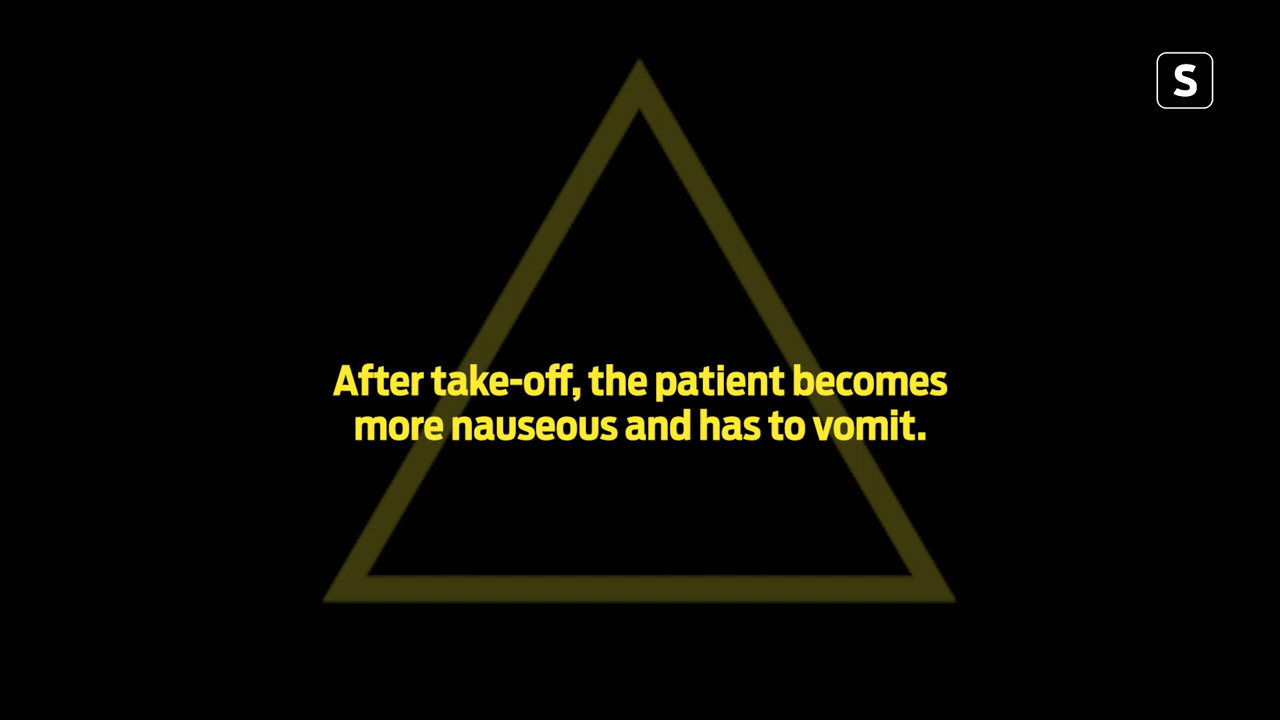 S
After take-off, the patient becomes
more nauseous and has to vomit.